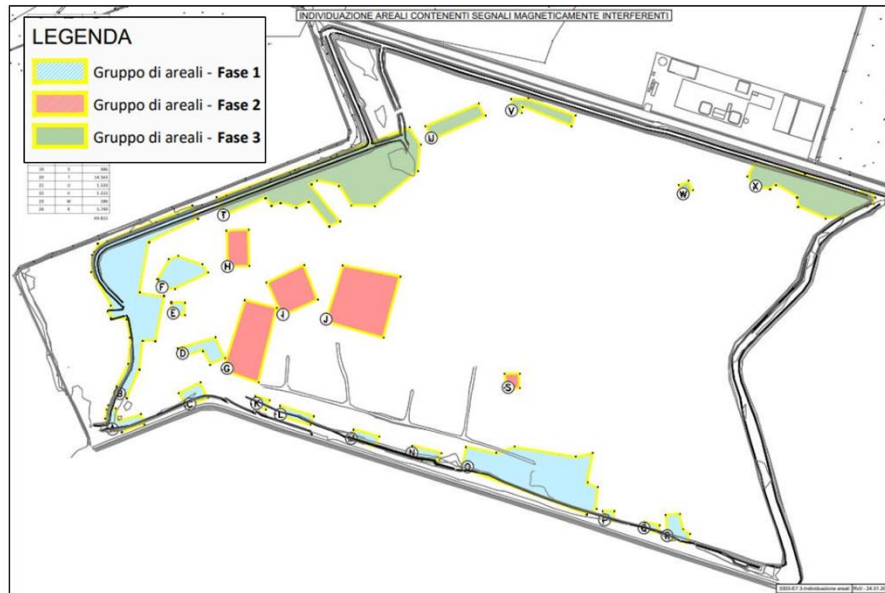 INDIVIDUAZIONE AREALI CONTENENTI SEGNALI MAGNETICAMENTE INTERFERENTI
LEGENDA
Gruppo di areali - Fase 1
Gruppo di areali - Fase 2
Gruppo di areali - Fase 3
V
U
W
X
T
H
F
E
I
J
D
G
S
B
C
K
L
A
N
O
P
Q
R